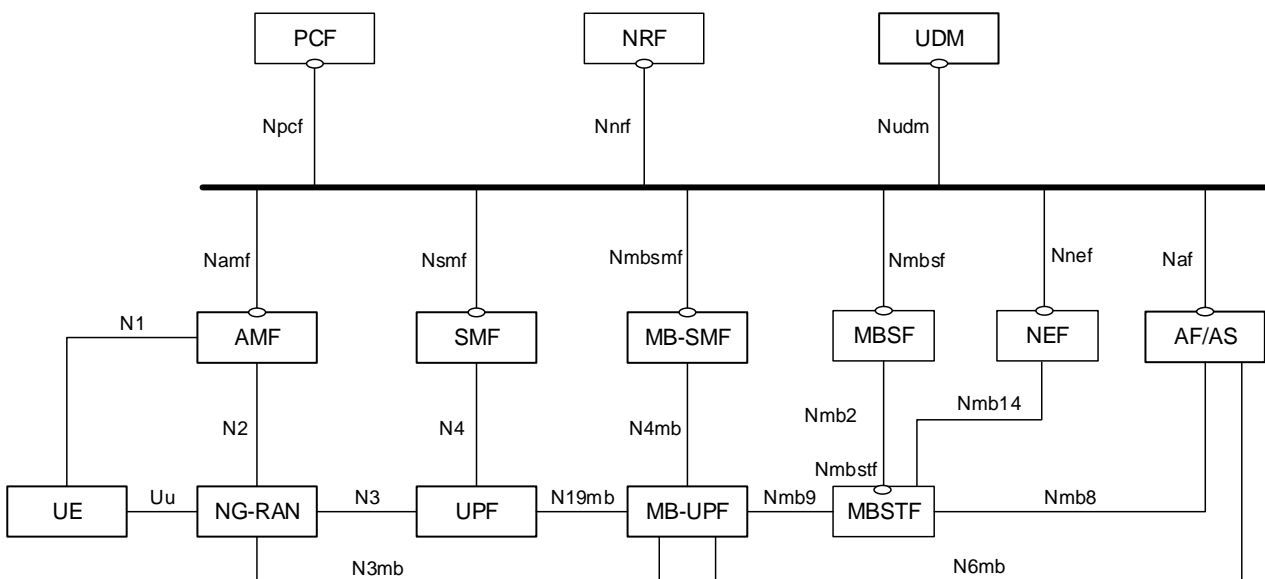 PCF
NRF
UDM
Npcf
Nnrf
Nudm
Namf
Nsmf
Nmbsmf
Nmbsf
Nnef
Naf
N1
AMF
SMF
MB-SMF
MBSF
NEF
AF/AS
N2
N4
N4mb
Nmb2
Nmb14
Nmbstf
UE
Uu
NG-RAN
N3
UPF
N19mb
MB-UPF
Nmb9
MBSTF
Nmb8
N3mb
N6mb